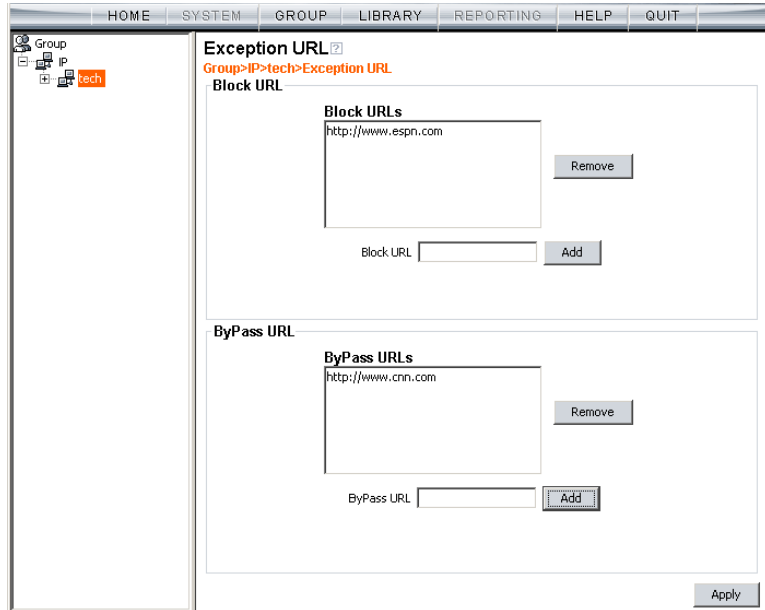 HOME SYSTEM GROUP LIBRARY REPORTING HELP QUIT
Group
IP
tech
Exception URL?
Group>IP>tech>Exception URL
Block URL
Block URLs
http://www.espn.com
Remove
Block URL
Add
ByPass URL
ByPass URLs
http://www.cnn.com
Remove
ByPass URL
Add
Apply